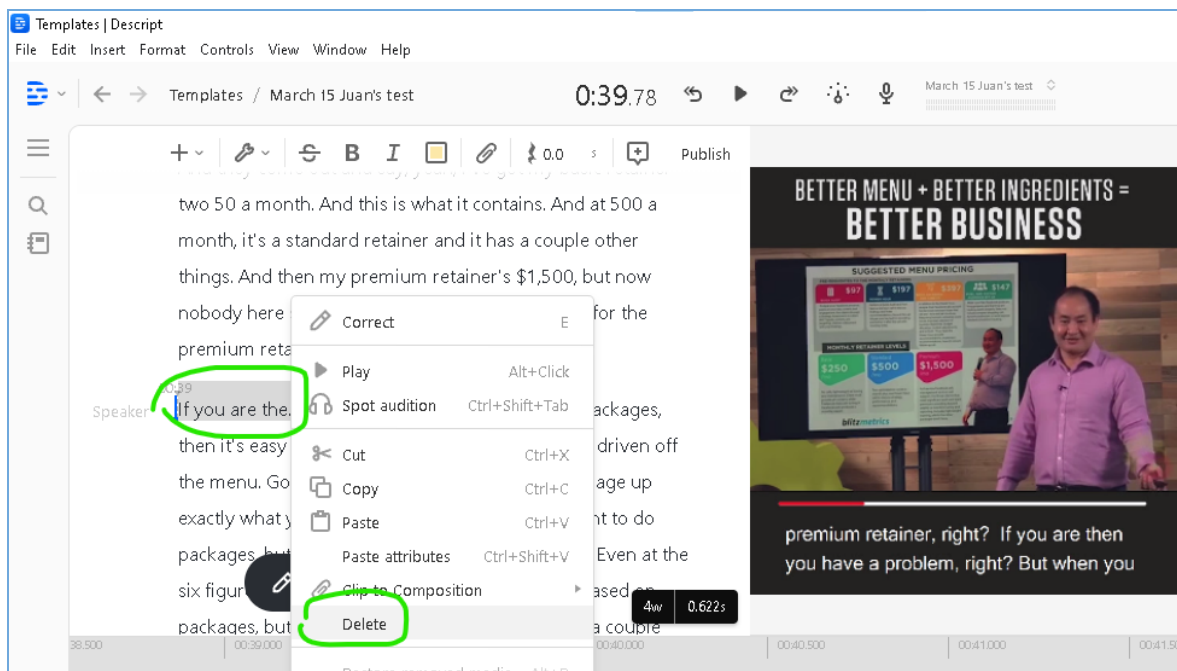 Templates | Descript
File Edit Insert Format Controls View Window Help
Templates / March 15 Juan's test
0:39.78
March 15 Juan's test
B I 0.0 s Publish
two 50 a month. And this is what it contains. And at 500 a
month, it's a standard retainer and it has a couple other
things. And then my premium retainer's $1,500, but now
nobody here
for the
premium reta
Speaker
If you are the.
ackages,
then it's easy
driven off
the menu. Go
age up
exactly what y
nt to do
packages, but
Even at the
six figur
ased on
packages, but
a couple
Correct E
Play Alt+Click
Spot audition Ctrl+Shift+Tab
Cut Ctrl+X
Copy Ctrl+C
Paste Ctrl+V
Paste attributes Ctrl+Shift+V
Clip to Composition
Delete
4w 0.622s
38.500 00:39.000 00:40.000 00:40.500 00:41.000 00:41.50
BETTER MENU + BETTER INGREDIENTS =
BETTER BUSINESS
SUGGESTED MENU PRICING
$97 $197 $397 $147
MONTHLY RETAINER LEVELS
$250 $500 $1,500
blitzmetrics
premium retainer, right? If you are then
you have a problem, right? But when you